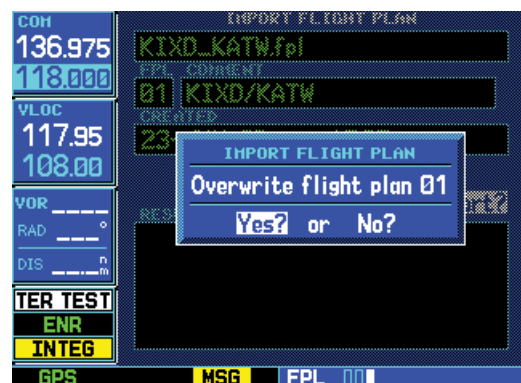 COM
136.975
118.000
VLOC
117.95
108.00
VOR
RAD °
DIS nm
TER TEST
ENR
INTEG
GPS
MSG
FPL
IMPORT FLIGHT PLAN
KIXD_KATW.fpl
FPL COMMENT
01 KIXD/KATW
CREATED
IMPORT FLIGHT PLAN
Overwrite flight plan 01
Yes? or No?